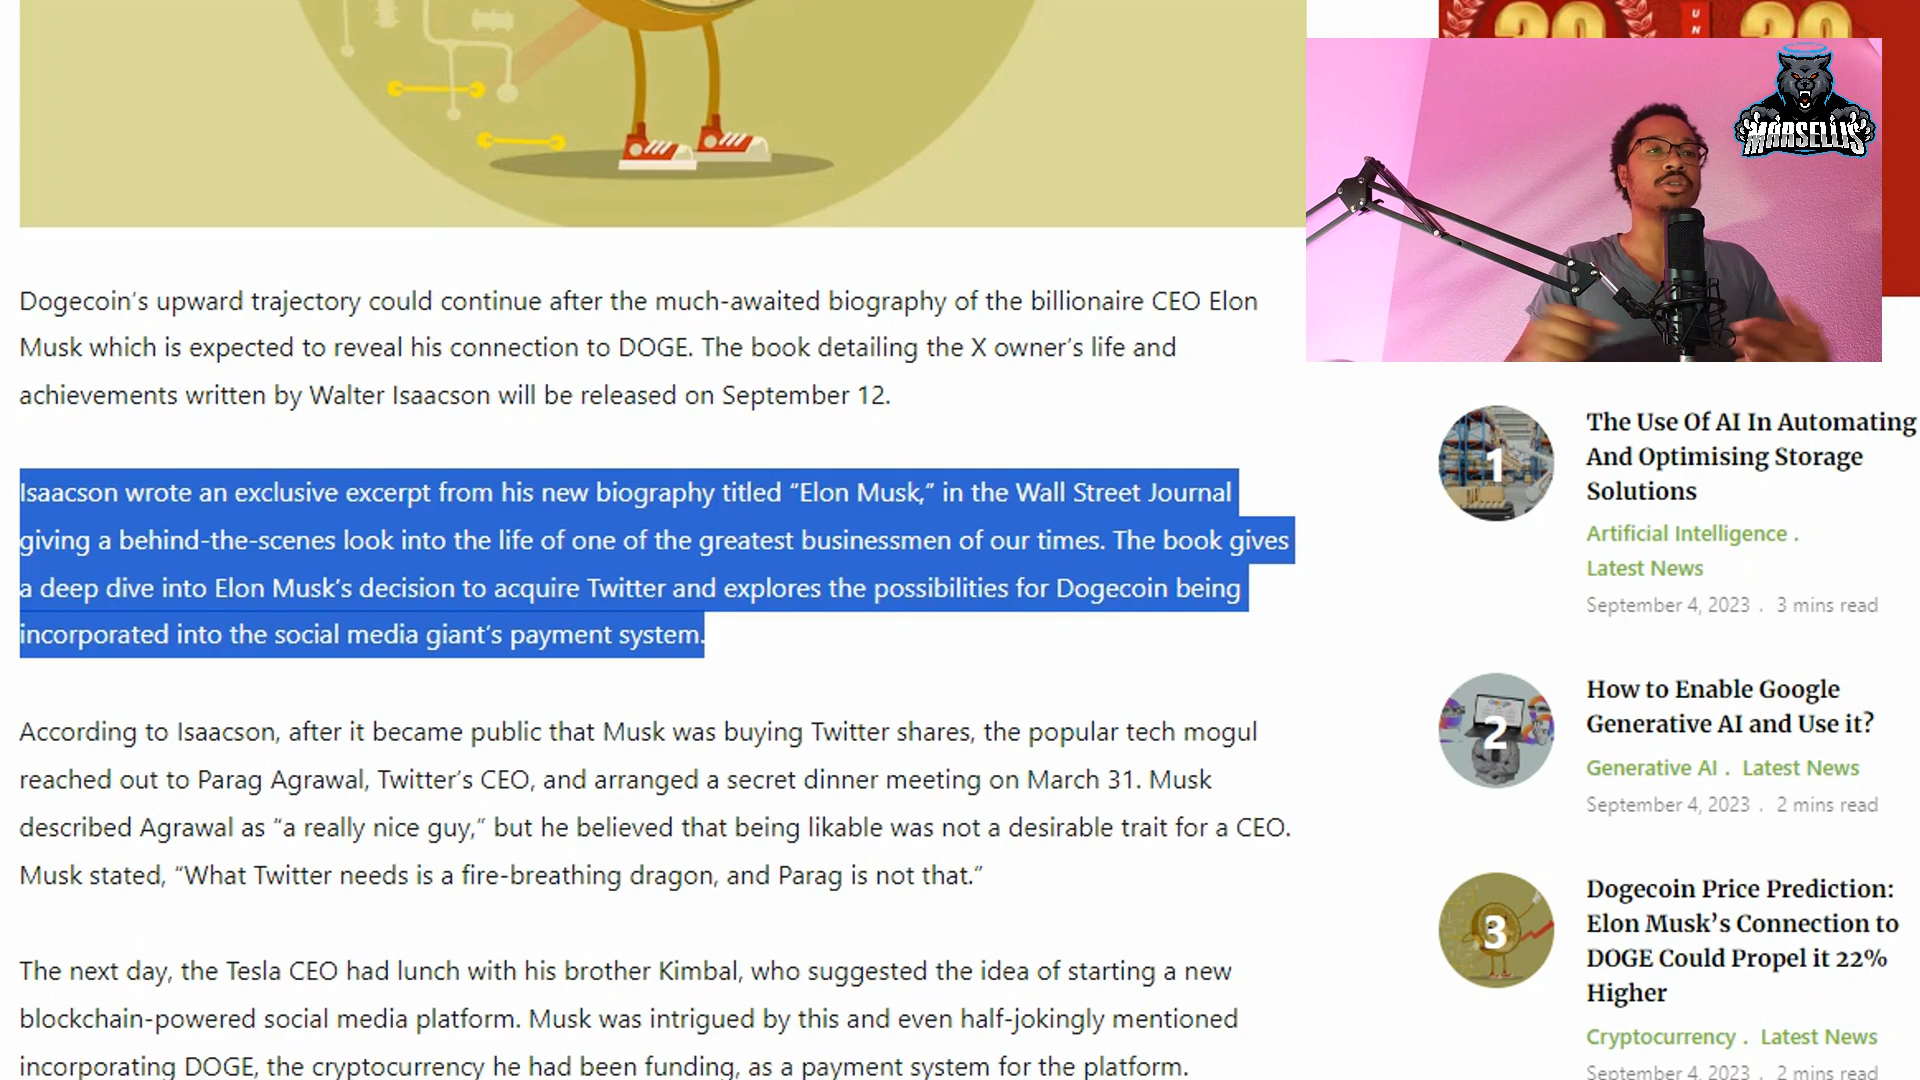 20 UN 20
MARSELLIS
Dogecoin’s upward trajectory could continue after the much-awaited biography of the billionaire CEO Elon
Musk which is expected to reveal his connection to DOGE. The book detailing the X owner’s life and
achievements written by Walter Isaacson will be released on September 12.
Isaacson wrote an exclusive excerpt from his new biography titled “Elon Musk,” in the Wall Street Journal
giving a behind-the-scenes look into the life of one of the greatest businessmen of our times. The book gives
a deep dive into Elon Musk’s decision to acquire Twitter and explores the possibilities for Dogecoin being
incorporated into the social media giant’s payment system.
According to Isaacson, after it became public that Musk was buying Twitter shares, the popular tech mogul
reached out to Parag Agrawal, Twitter’s CEO, and arranged a secret dinner meeting on March 31. Musk
described Agrawal as “a really nice guy,” but he believed that being likable was not a desirable trait for a CEO.
Musk stated, “What Twitter needs is a fire-breathing dragon, and Parag is not that.”
The next day, the Tesla CEO had lunch with his brother Kimbal, who suggested the idea of starting a new
blockchain-powered social media platform. Musk was intrigued by this and even half-jokingly mentioned
incorporating DOGE, the cryptocurrency he had been funding, as a payment system for the platform.
1
The Use Of AI In Automating
And Optimising Storage
Solutions
Artificial Intelligence .
Latest News
September 4, 2023 . 3 mins read
2
How to Enable Google
Generative AI and Use it?
Generative AI . Latest News
September 4, 2023 . 2 mins read
3
Dogecoin Price Prediction:
Elon Musk’s Connection to
DOGE Could Propel it 22%
Higher
Cryptocurrency . Latest News
September 4, 2023 . 2 mins read